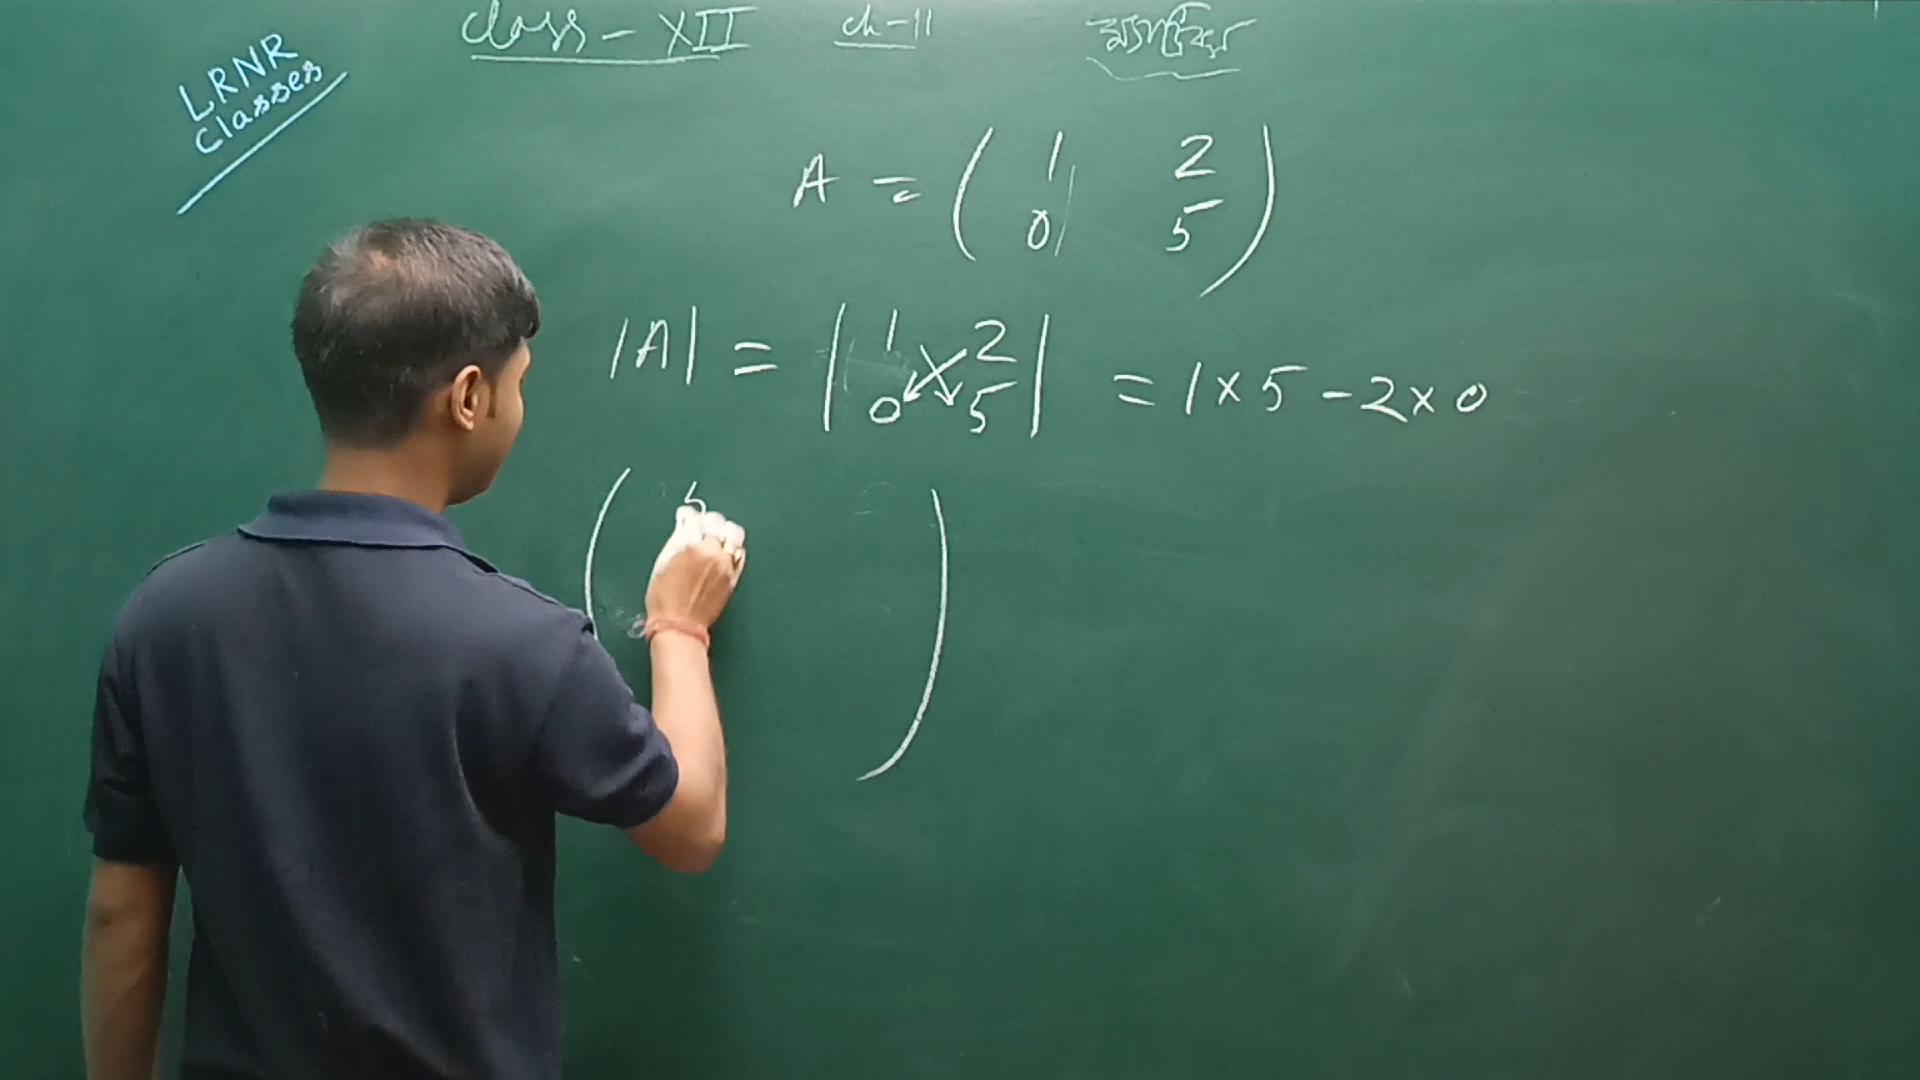 Class - XII ch-11 ম্যাট্রিক্স
LRNR
Classes
A = ( 1 2
0 5 )
|A| = | 1 2
0 5 | = 1 × 5 - 2 × 0
( )